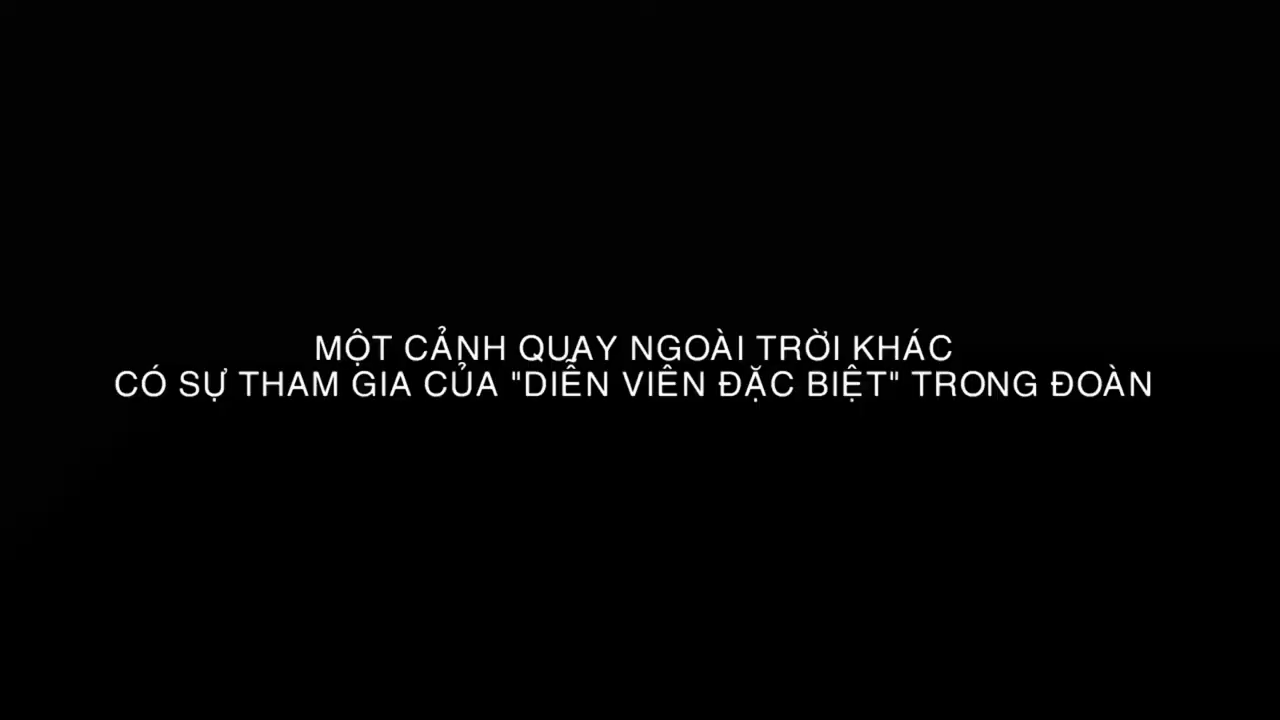 MỘT CẢNH QUAY NGOÀI TRỜI KHÁC
CÓ SỰ THAM GIA CỦA "DIỄN VIÊN ĐẶC BIỆT" TRONG ĐOÀN